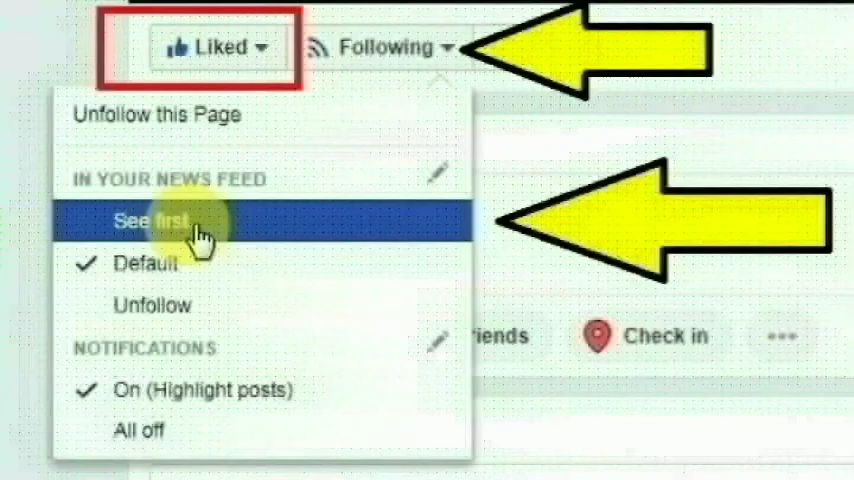 Liked Following
Unfollow this Page
IN YOUR NEWS FEED
See first
Default
Unfollow
riends Check in
NOTIFICATIONS
On (Highlight posts)
All off